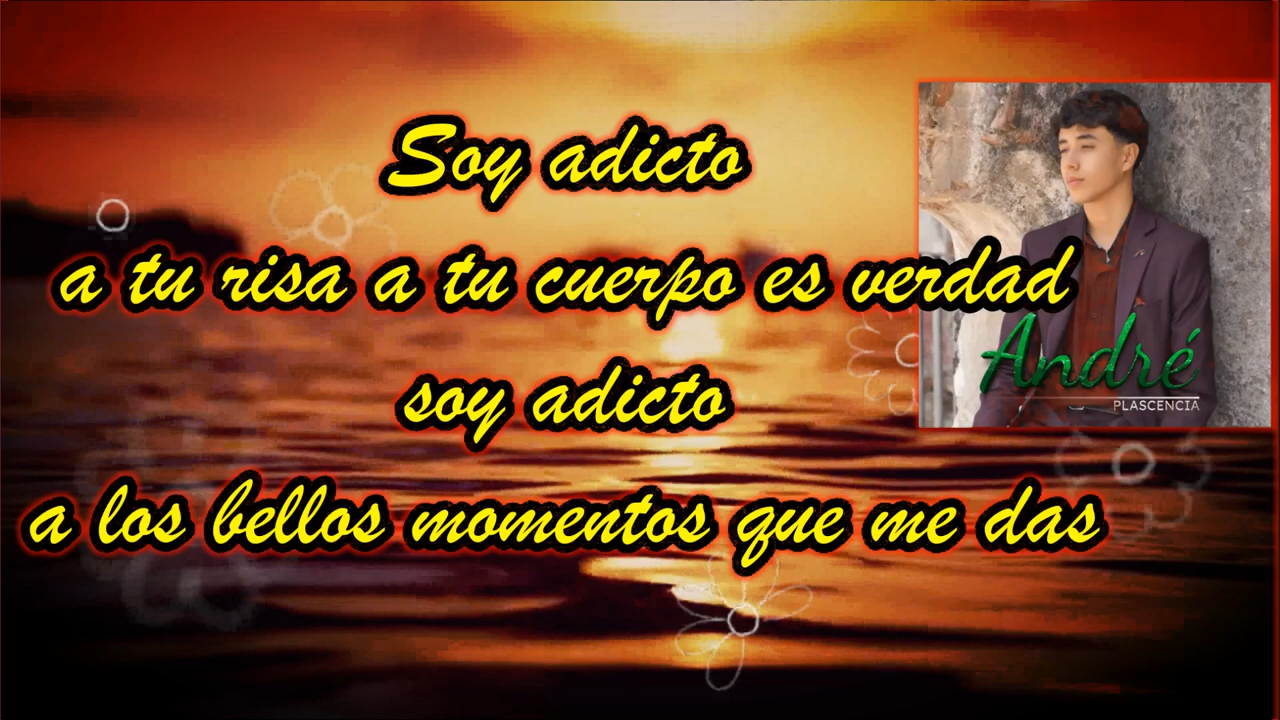 Soy adicto
a tu risa a tu cuerpo es verdad
soy adicto
a los bellos momentos que me das
André
PLASCENCIA